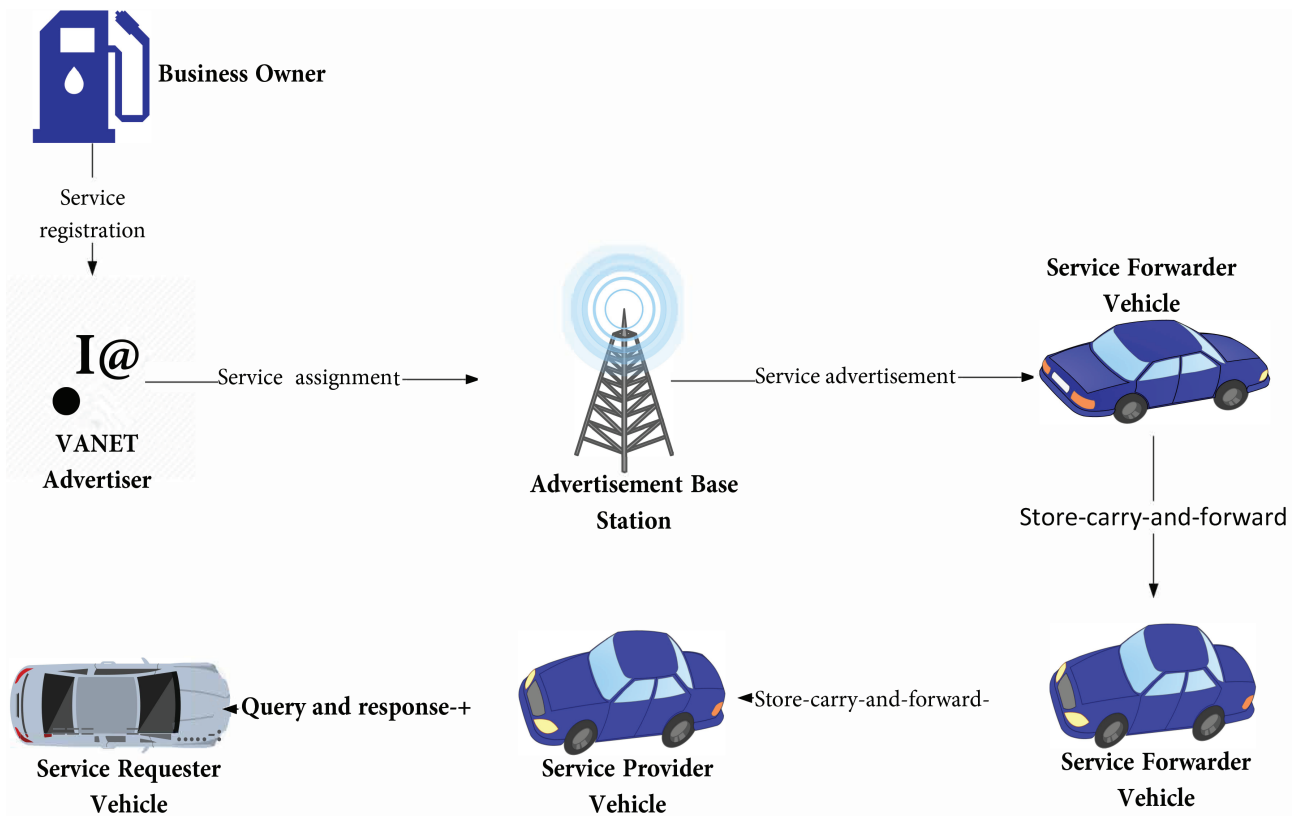 Business Owner
Service
registration
I@
VANET
Advertiser
Service assignment
Advertisement Base
Station
Service advertisement
Service Forwarder
Vehicle
Store-carry-and-forward
Service Forwarder
Vehicle
Store-carry-and-forward-
Service Provider
Vehicle
Query and response-+
Service Requester
Vehicle